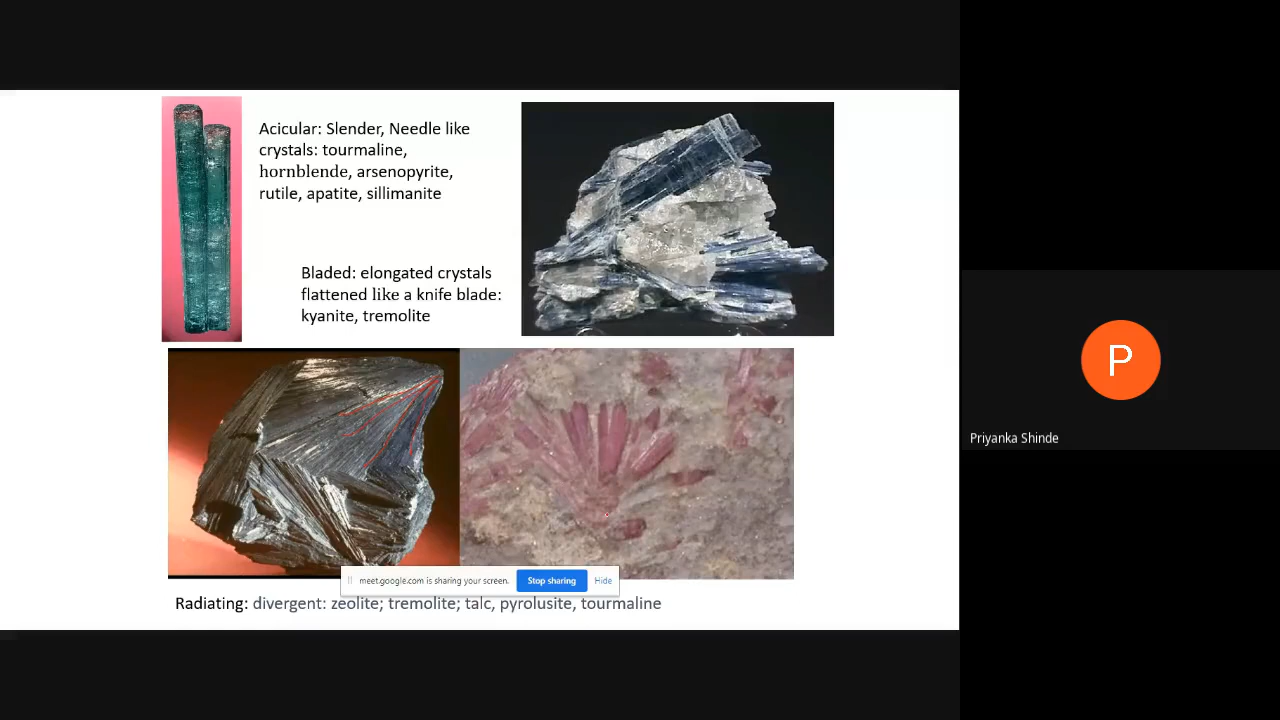 Acicular: Slender, Needle like
crystals: tourmaline,
hornblende, arsenopyrite,
rutile, apatite, sillimanite
Bladed: elongated crystals
flattened like a knife blade:
kyanite, tremolite
P
Priyanka Shinde
meet.google.com is sharing your screen.
Stop sharing
Hide
Radiating: divergent: zeolite; tremolite; talc, pyrolusite, tourmaline